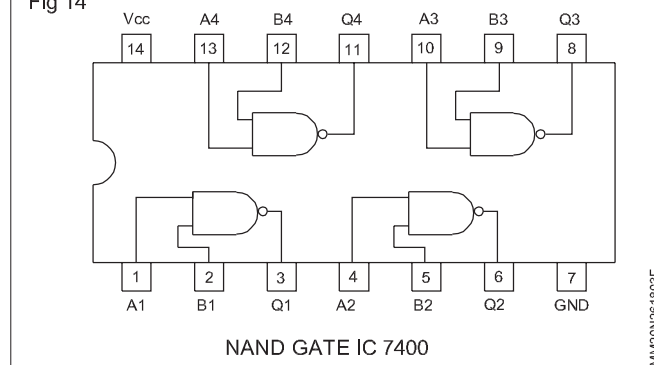 Fig 14
Vcc A4 B4 Q4 A3 B3 Q3
14 13 12 11 10 9 8
1 2 3 4 5 6 7
A1 B1 Q1 A2 B2 Q2 GND
NAND GATE IC 7400